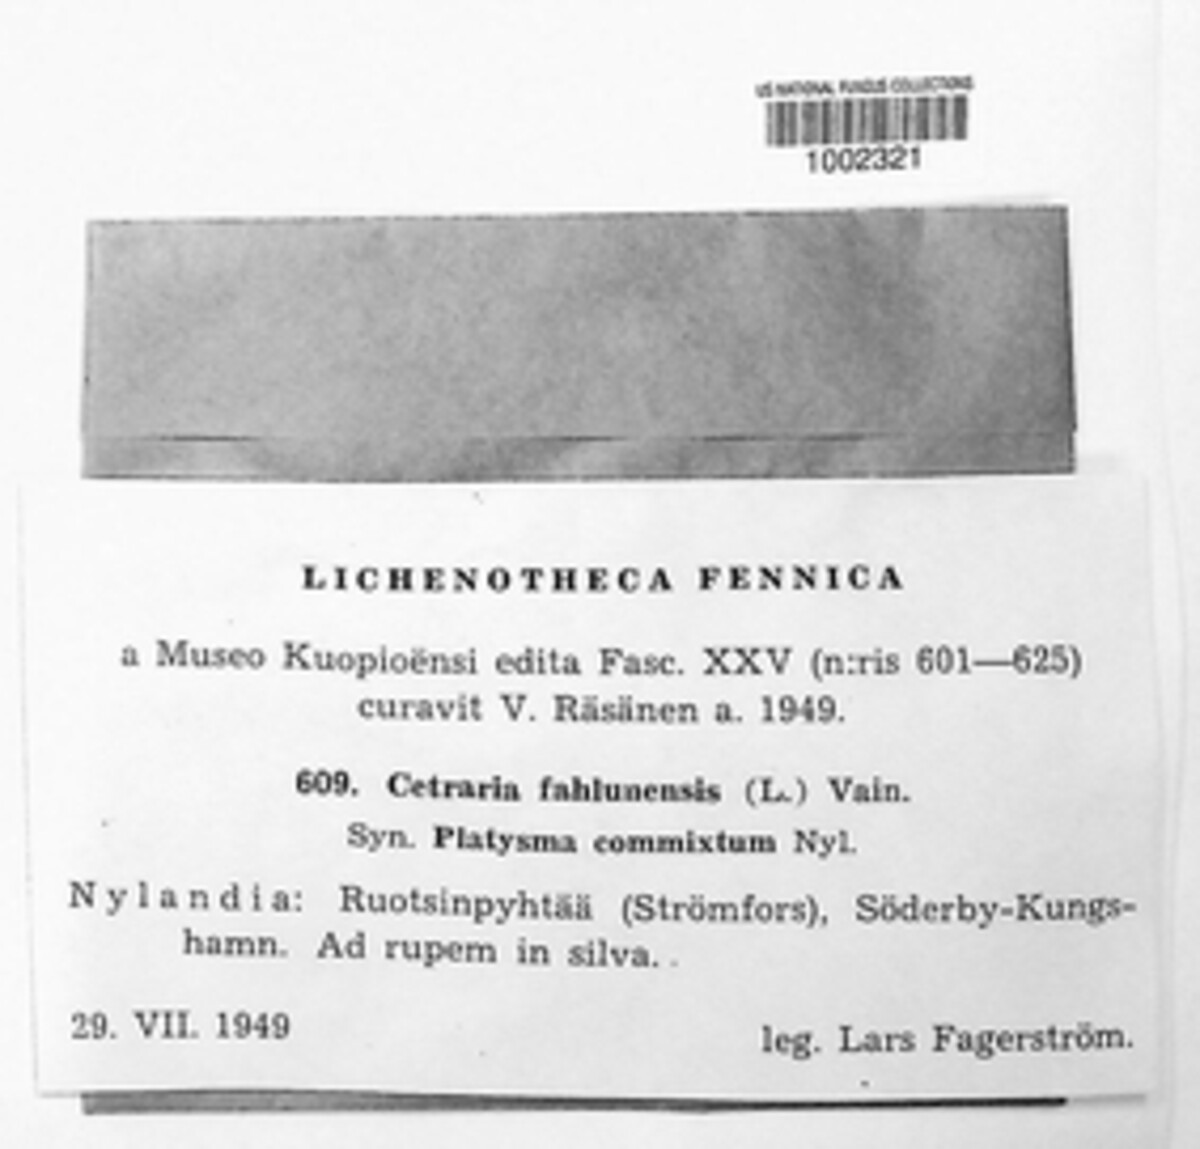 US NATIONAL FUNGUS COLLECTIONS
1002321
LICHENOTHECA FENNICA
a Museo Kuopioënsi edita Fasc. XXV (n:ris 601—625)
curavit V. Räsänen a. 1949.
609. Cetraria fahlunensis (L.) Vain.
Syn. Platysma commixtum Nyl.
Nylandia: Ruotsinpyhtää (Strömfors), Söderby-Kungs-
hamn. Ad rupem in silva.
29. VII. 1949
leg. Lars Fagerström.